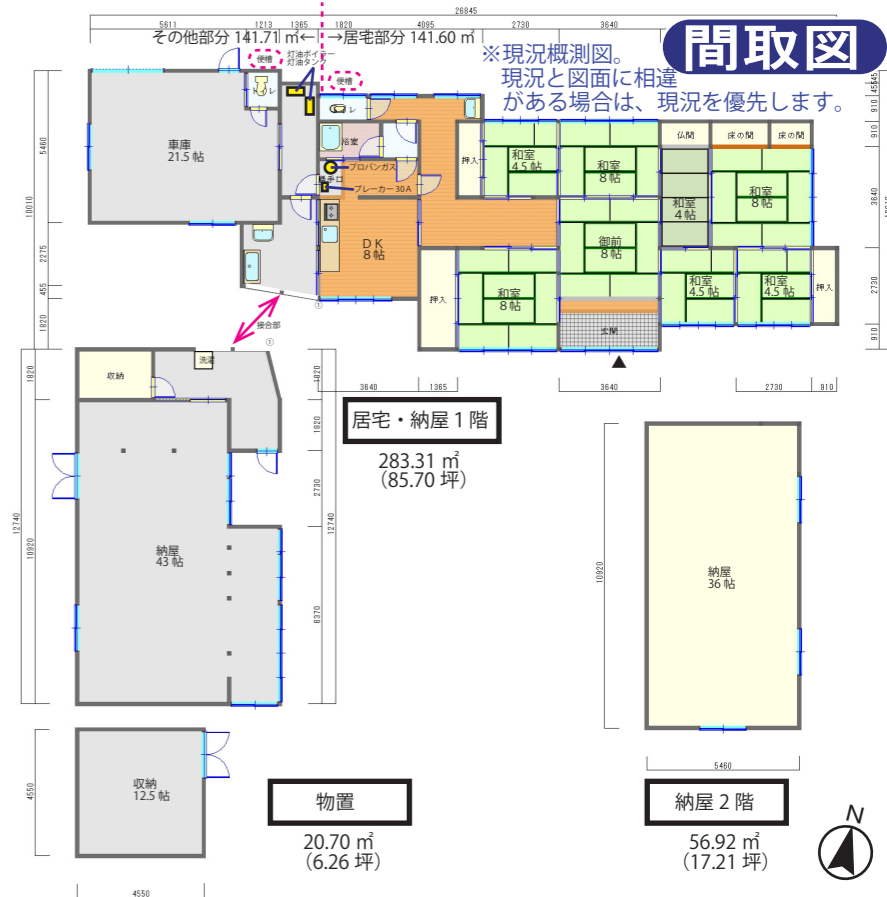 間取図
※現況概測図。
現況と図面に相違
がある場合は、現況を優先します。
26845
5611
1213
1365
1820
4095
2730
3640
その他部分 141.71 ㎡←
→居宅部分 141.60 ㎡
便槽
灯油ボイラー
灯油タンク
便槽
トイレ
トイレ
車庫
21.5 帖
浴室
プロパンガス
勝手口
ブレーカー 30A
DK
8 帖
押入
和室
4.5 帖
和室
8 帖
仏間
床の間
床の間
和室
4 帖
和室
8 帖
御前
8 帖
押入
和室
8 帖
和室
4.5 帖
和室
4.5 帖
押入
玄関
5460
10010
2275
455
1820
910
910
3640
2730
910
接合部
①
①
3640
1365
3640
2730
910
収納
洗濯
1820
12740
10920
1820
1820
2730
12740
6370
納屋
43 帖
居宅・納屋 1 階
283.31 ㎡
(85.70 坪)
10920
納屋
36 帖
5460
4550
収納
12.5 帖
4550
物置
20.70 ㎡
(6.26 坪)
納屋 2 階
56.92 ㎡
(17.21 坪)
N